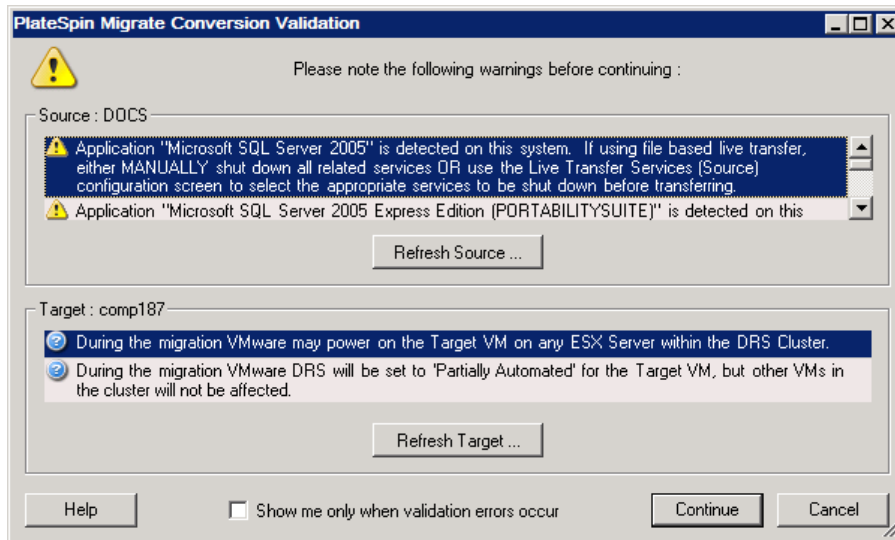 PlateSpin Migrate Conversion Validation
Please note the following warnings before continuing :
Source : DOCS
Application "Microsoft SQL Server 2005" is detected on this system. If using file based live transfer,
either MANUALLY shut down all related services OR use the Live Transfer Services (Source)
configuration screen to select the appropriate services to be shut down before transferring.
Application "Microsoft SQL Server 2005 Express Edition (PORTABILITYSUITE)" is detected on this
Refresh Source ...
Target : comp187
During the migration VMware may power on the Target VM on any ESX Server within the DRS Cluster.
During the migration VMware DRS will be set to 'Partially Automated' for the Target VM, but other VMs in
the cluster will not be affected.
Refresh Target ...
Help
Show me only when validation errors occur
Continue
Cancel